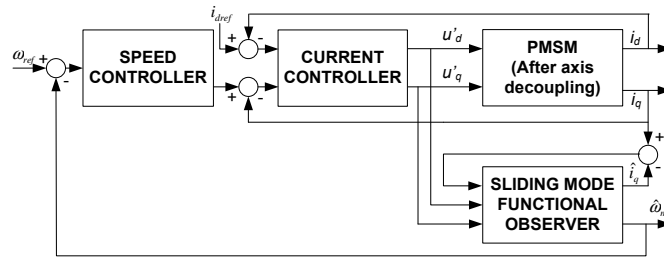 i_dref
ω_ref
+
-
SPEED
CONTROLLER
+
-
+
-
CURRENT
CONTROLLER
u'_d
u'_q
PMSM
(After axis
decoupling)
i_d
i_q
+
-
î_q
SLIDING MODE
FUNCTIONAL
OBSERVER